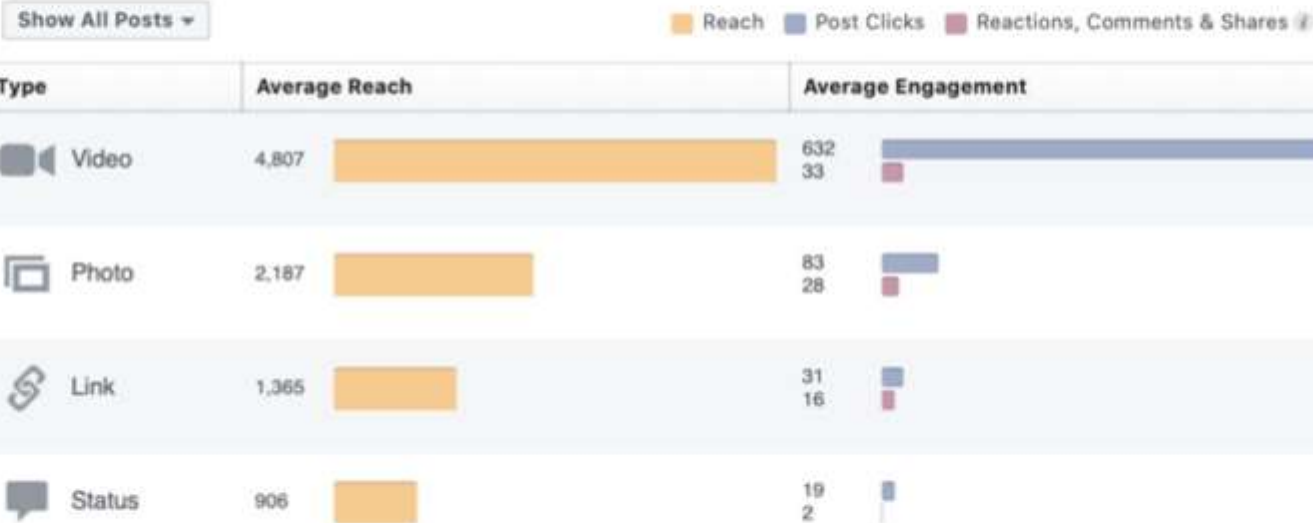 Show All Posts
Reach Post Clicks Reactions, Comments & Shares i
Type Average Reach Average Engagement
Video 4,807 632
33
Photo 2,187 83
28
Link 1,365 31
16
Status 906 19
2